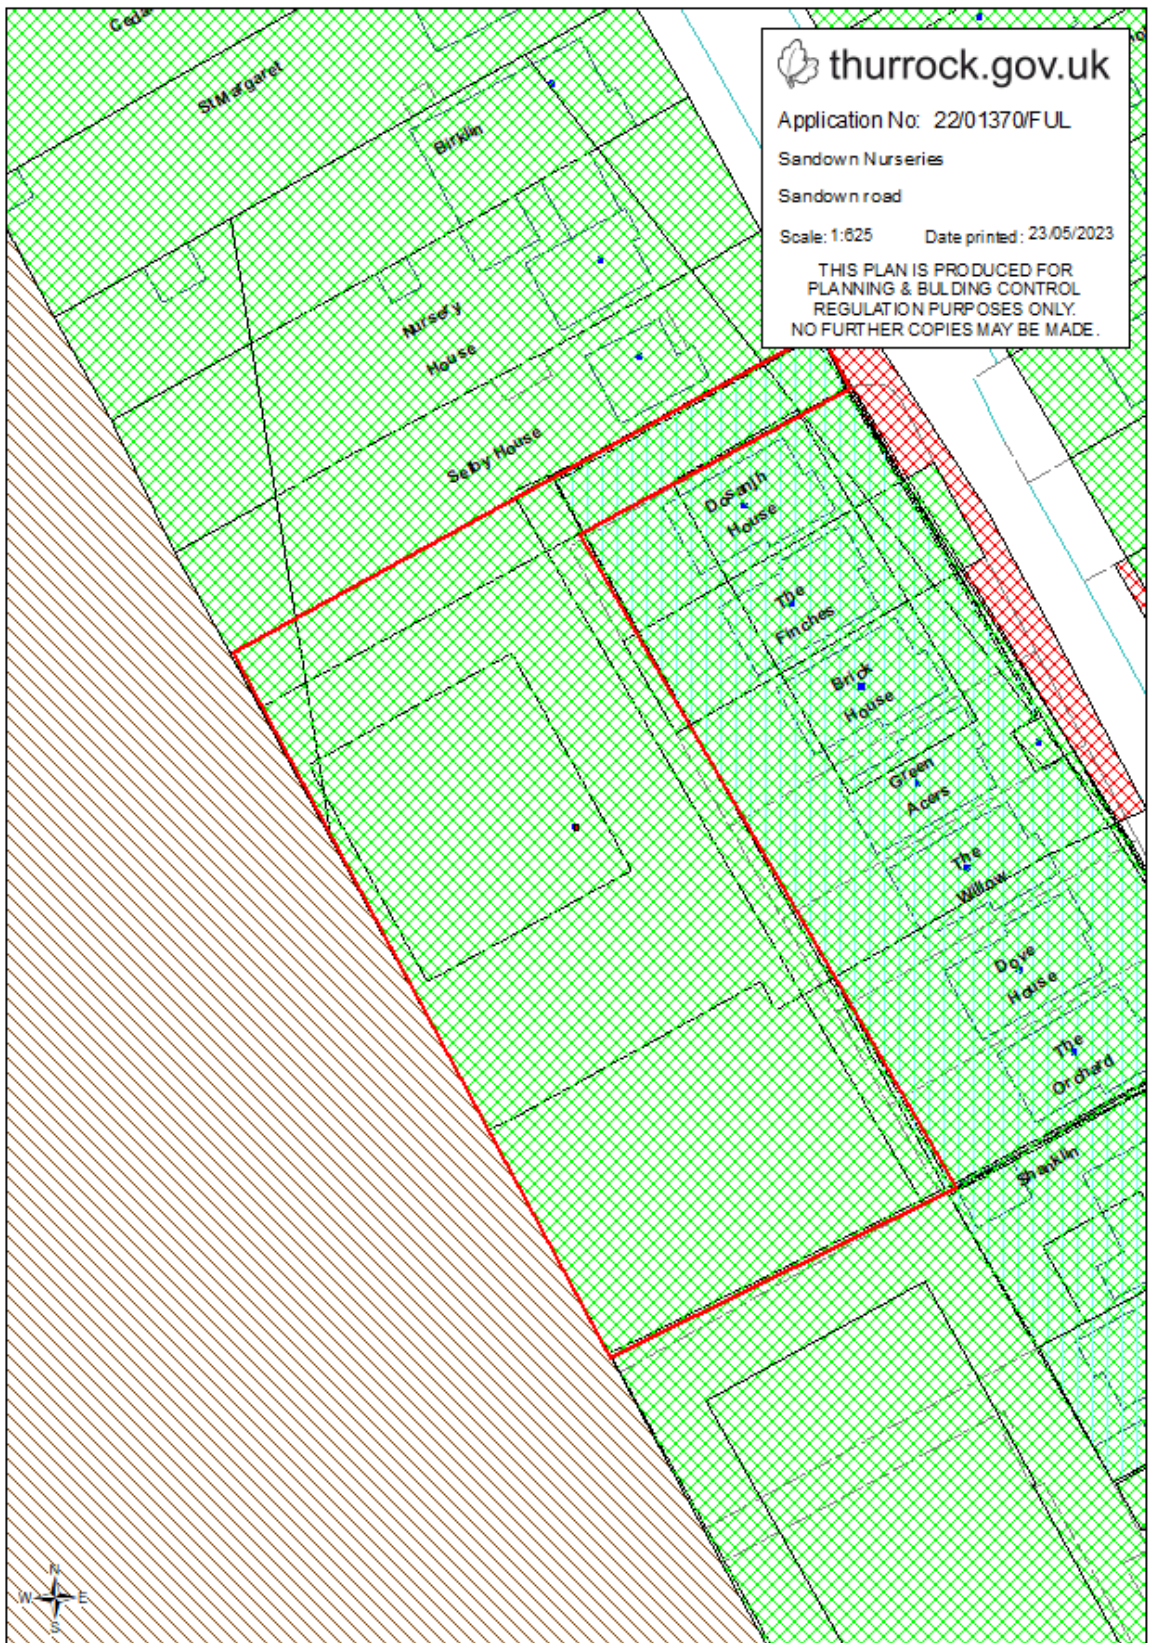 thurrock.gov.uk
Application No: 22/01370/FUL
Sandown Nurseries
Sandown road
Scale: 1:625 Date printed: 23/05/2023
THIS PLAN IS PRODUCED FOR
PLANNING & BULDING CONTROL
REGULATION PURPOSES ONLY.
NO FURTHER COPIES MAY BE MADE.
St Margaret
Birklin
Nursery
House
Selby House
Dosanjh
House
The
Finches
Brick
House
Green
Acers
The
Willow
Dove
House
The
Orchard
Shanklin
N
W E
S